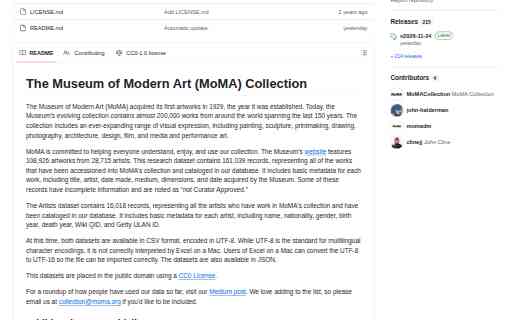 LICENSE.md Add LICENSE.md 2 years ago
README.md Automatic update yesterday
README Contributing CC0-1.0 license
The Museum of Modern Art (MoMA) Collection
The Museum of Modern Art (MoMA) acquired its first artworks in 1929, the year it was established. Today, the
Museum's evolving collection contains almost 200,000 works from around the world spanning the last 150 years. The
collection includes an ever-expanding range of visual expression, including painting, sculpture, printmaking, drawing,
photography, architecture, design, film, and media and performance art.
MoMA is committed to helping everyone understand, enjoy, and use our collection. The Museum's website features
108,926 artworks from 28,715 artists. This research dataset contains 161,039 records, representing all of the works
that have been accessioned into MoMA's collection and cataloged in our database. It includes basic metadata for each
work, including title, artist, date made, medium, dimensions, and date acquired by the Museum. Some of these
records have incomplete information and are noted as "not Curator Approved."
The Artists dataset contains 16,018 records, representing all the artists who have work in MoMA's collection and have
been cataloged in our database. It includes basic metadata for each artist, including name, nationality, gender, birth
year, death year, Wiki QID, and Getty ULAN ID.
At this time, both datasets are available in CSV format, encoded in UTF-8. While UTF-8 is the standard for multilingual
character encodings, it is not correctly interpreted by Excel on a Mac. Users of Excel on a Mac can convert the UTF-8
to UTF-16 so the file can be imported correctly. The datasets are also available in JSON.
This datasets are placed in the public domain using a CC0 License.
For a roundup of how people have used our data so far, visit our Medium post. We love adding to the list, so please
email us at collection@moma.org if you'd like to be included.
Releases 215
v2025-11-24 Latest
yesterday
+ 214 releases
Contributors 4
MoMACollection MoMA Collection
john-halderman
momadm
chrejj John Cline